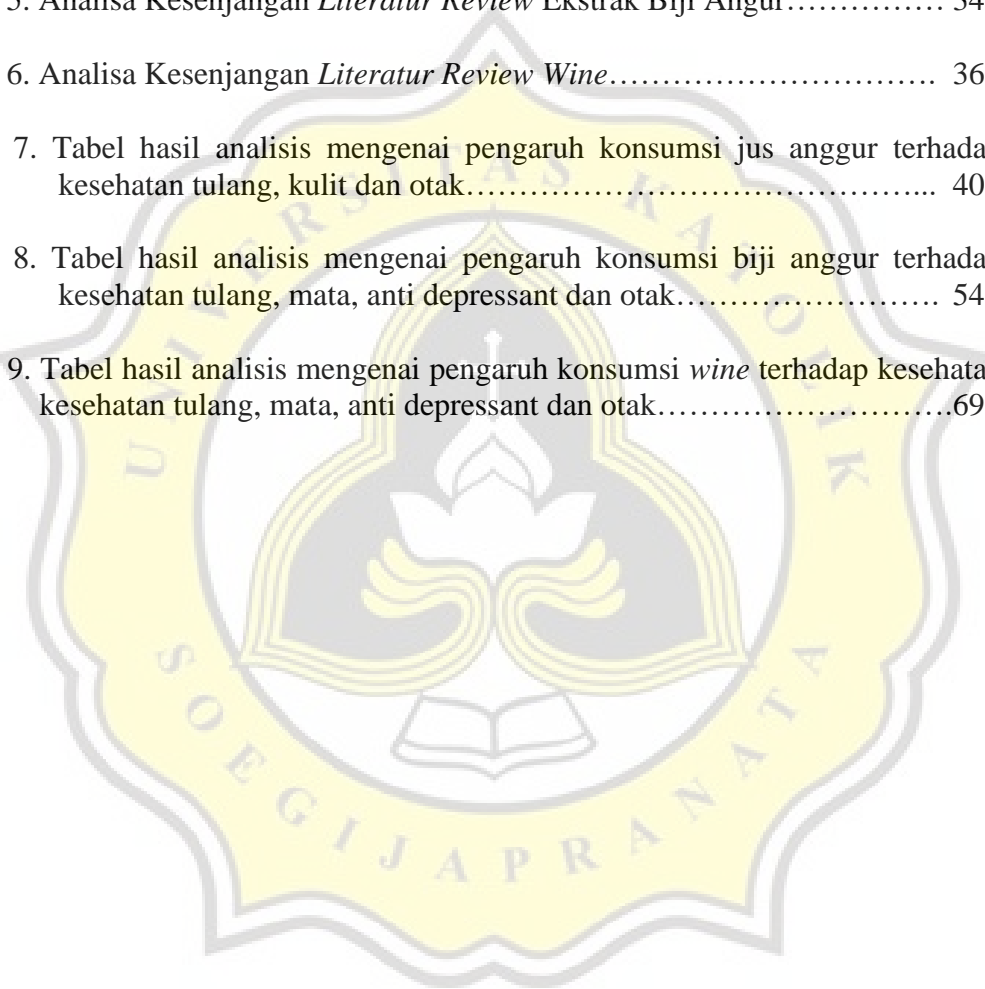 5. Analisa Kesenjangan Literatur Review Ekstrak Biji Angur…………… 34
6. Analisa Kesenjangan Literatur Review Wine…………………………. 36
7. Tabel hasil analisis mengenai pengaruh konsumsi jus anggur terhada
kesehatan tulang, kulit dan otak……………………………………... 40
8. Tabel hasil analisis mengenai pengaruh konsumsi biji anggur terhada
kesehatan tulang, mata, anti depressant dan otak……………………. 54
9. Tabel hasil analisis mengenai pengaruh konsumsi wine terhadap kesehata
kesehatan tulang, mata, anti depressant dan otak……………………….69
UNIVERSITAS KATOLIK
SOEGIJAPRANATA